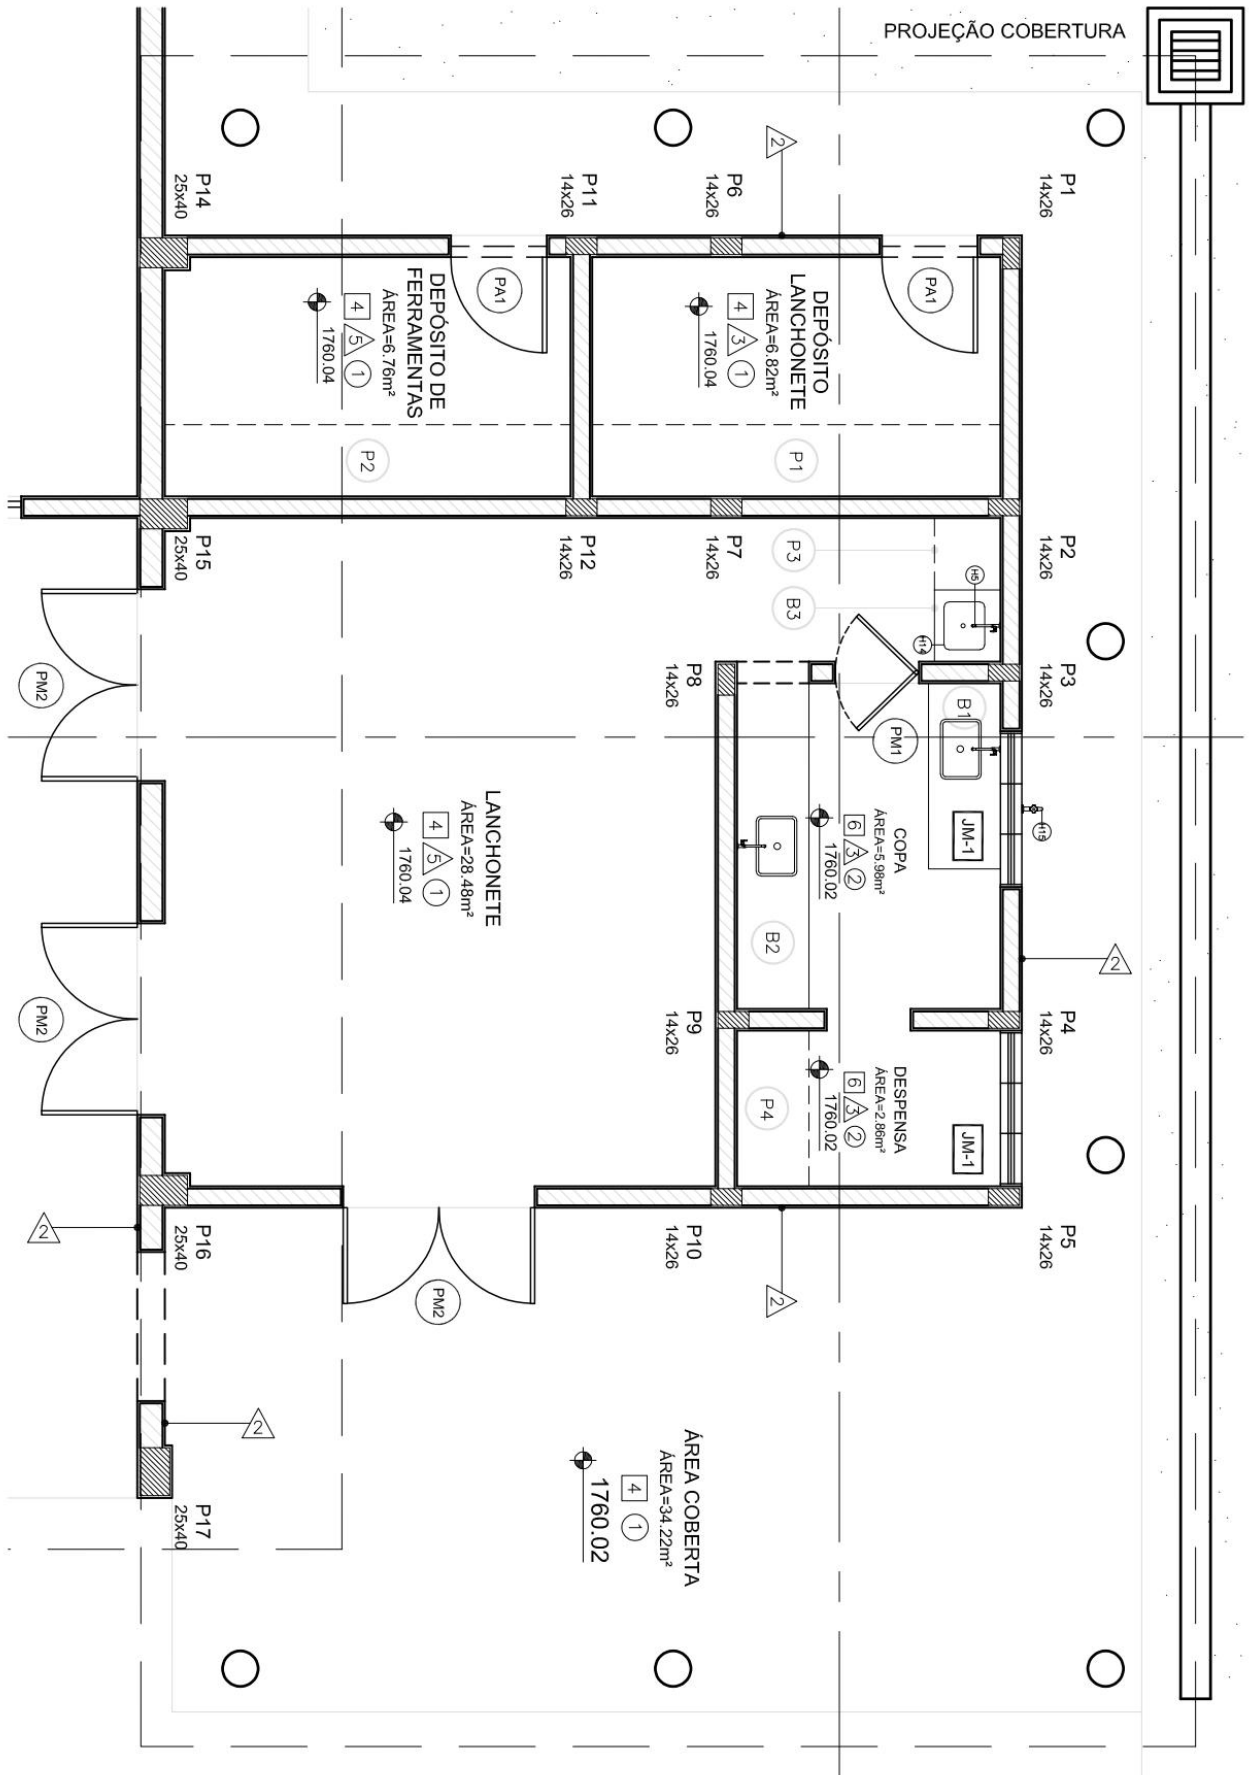 PROJEÇÃO COBERTURA
P14
25x40
P11
14x26
P6
14x26
2
P1
14x26
PA1
PA1
DEPÓSITO DE
FERRAMENTAS
ÁREA=6.76m²
4 5 1
1760.04
P2
DEPÓSITO
LANCHONETE
ÁREA=6.82m²
4 3 1
1760.04
P1
P15
25x40
P12
14x26
P7
14x26
P2
14x26
P3
B3
H5
H14
P8
14x26
P3
14x26
PM2
PM1
B1
JM-1
H15
LANCHONETE
ÁREA=28.48m²
4 5 1
1760.04
COPA
ÁREA=5.98m²
6 3 2
1760.02
B2
2
PM2
P9
14x26
P4
14x26
DESPENSA
ÁREA=2.86m²
6 3 2
1760.02
P4
JM-1
2
P16
25x40
PM2
P10
14x26
2
P5
14x26
2
P17
25x40
ÁREA COBERTA
ÁREA=34.22m²
4 1
1760.02